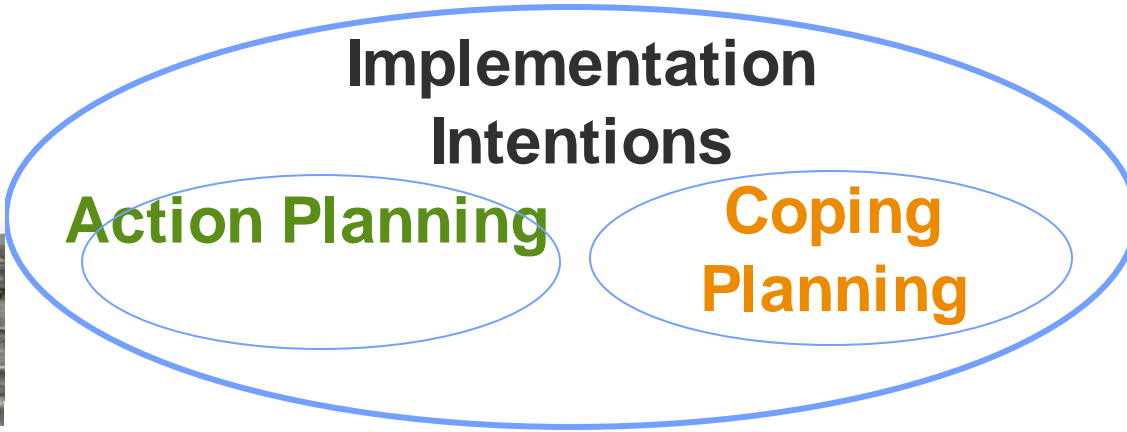 Implementation
Intentions
Action Planning
Coping
Planning